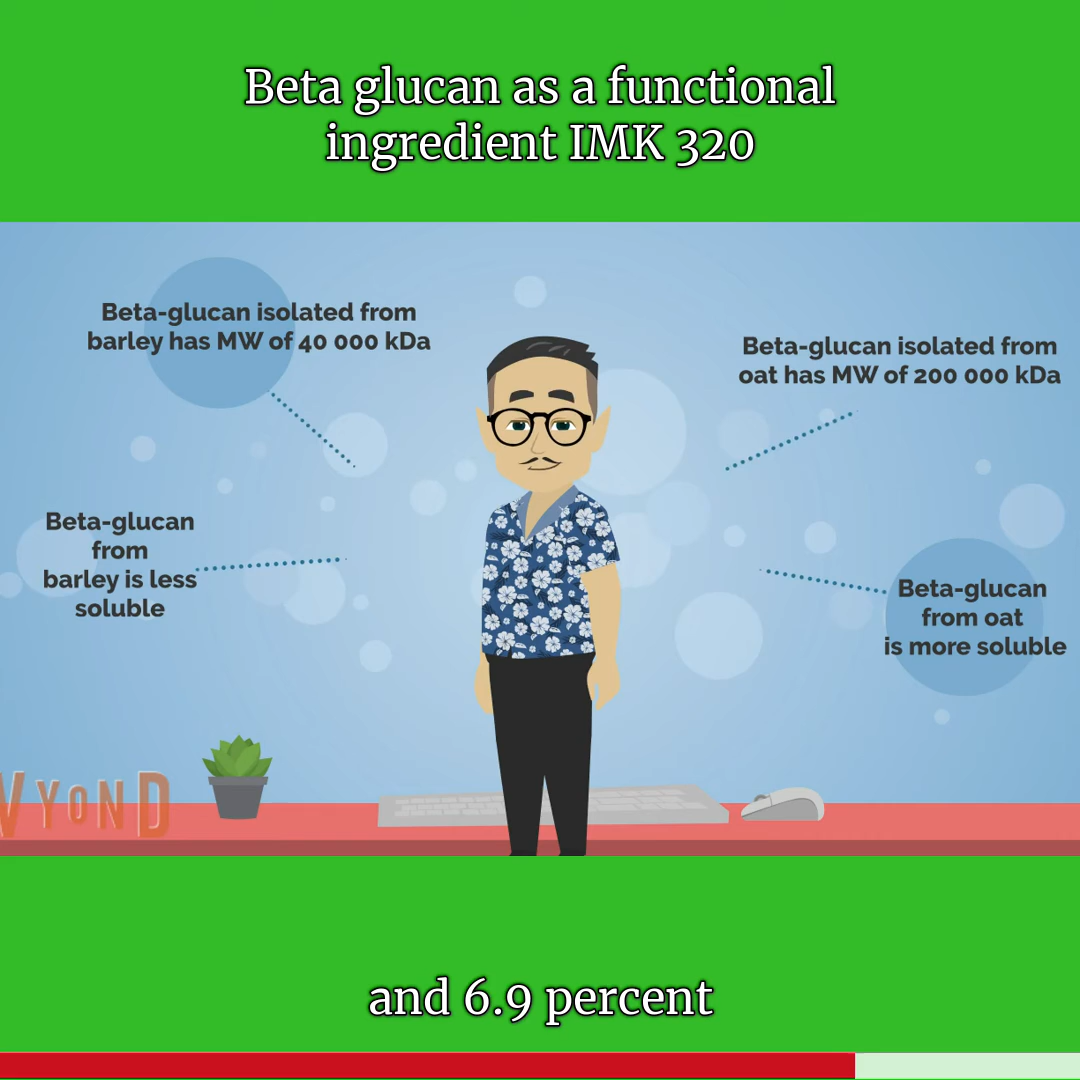 Beta glucan as a functional
ingredient IMK 320
Beta-glucan isolated from
barley has MW of 40 000 kDa
Beta-glucan isolated from
oat has MW of 200 000 kDa
Beta-glucan
from
barley is less
soluble
Beta-glucan
from oat
is more soluble
VYOND
and 6.9 percent